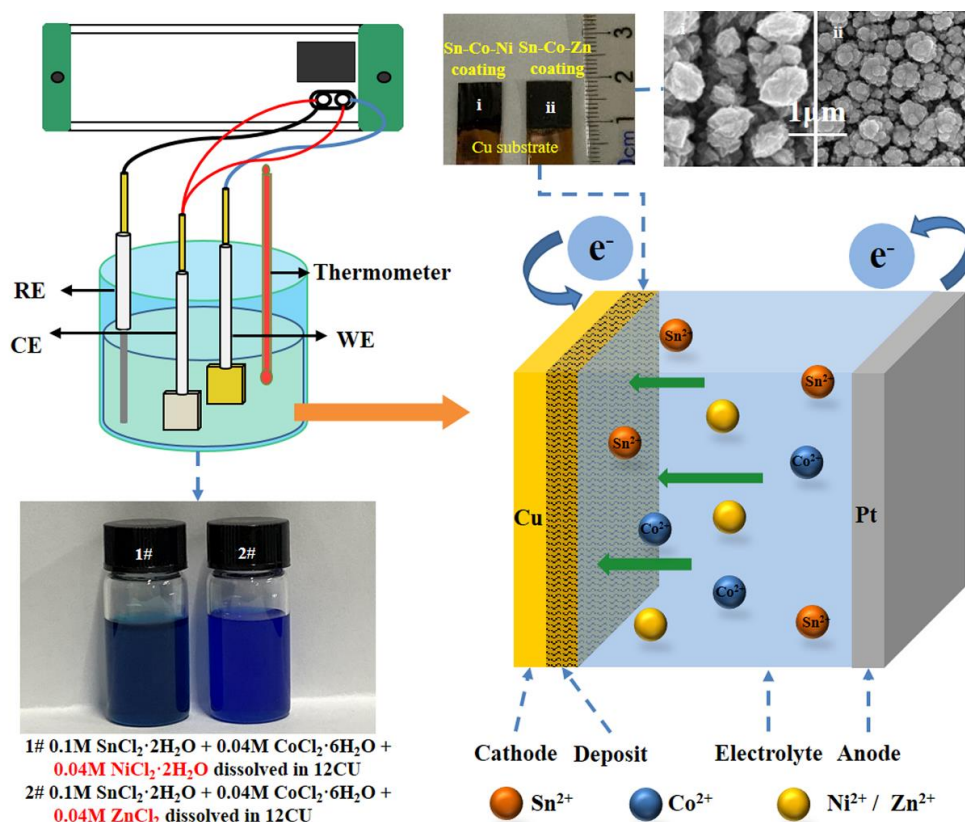 Sn-Co-Ni
coating
Sn-Co-Zn
coating
i
ii
Cu substrate
3
2
1
0cm
1μm
ii
e⁻
e⁻
Thermometer
RE
CE
WE
Sn²⁺
Sn²⁺
Sn²⁺
Co²⁺
Cu
Pt
Co²⁺
Co²⁺
Sn²⁺
1#
2#
1# 0.1M SnCl₂·2H₂O + 0.04M CoCl₂·6H₂O +
0.04M NiCl₂·2H₂O dissolved in 12CU
2# 0.1M SnCl₂·2H₂O + 0.04M CoCl₂·6H₂O +
0.04M ZnCl₂ dissolved in 12CU
Cathode
Deposit
Electrolyte
Anode
Sn²⁺
Co²⁺
Ni²⁺ / Zn²⁺